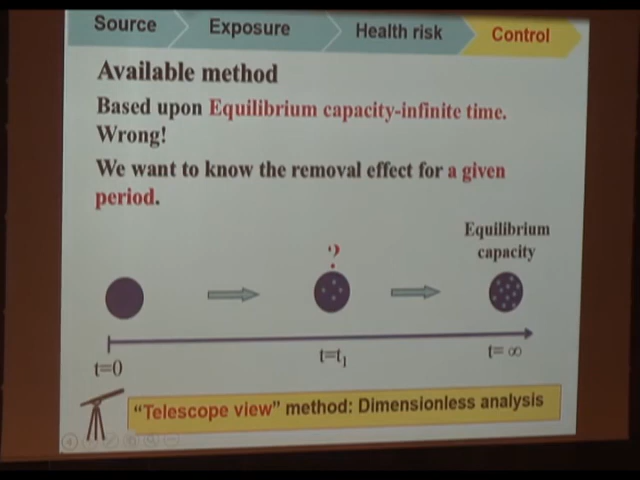 Source Exposure Health risk Control
Available method
Based upon Equilibrium capacity-infinite time.
Wrong!
We want to know the removal effect for a given
period.
Equilibrium
capacity
?
t=0
t=t₁
t= ∞
“Telescope view” method: Dimensionless analysis